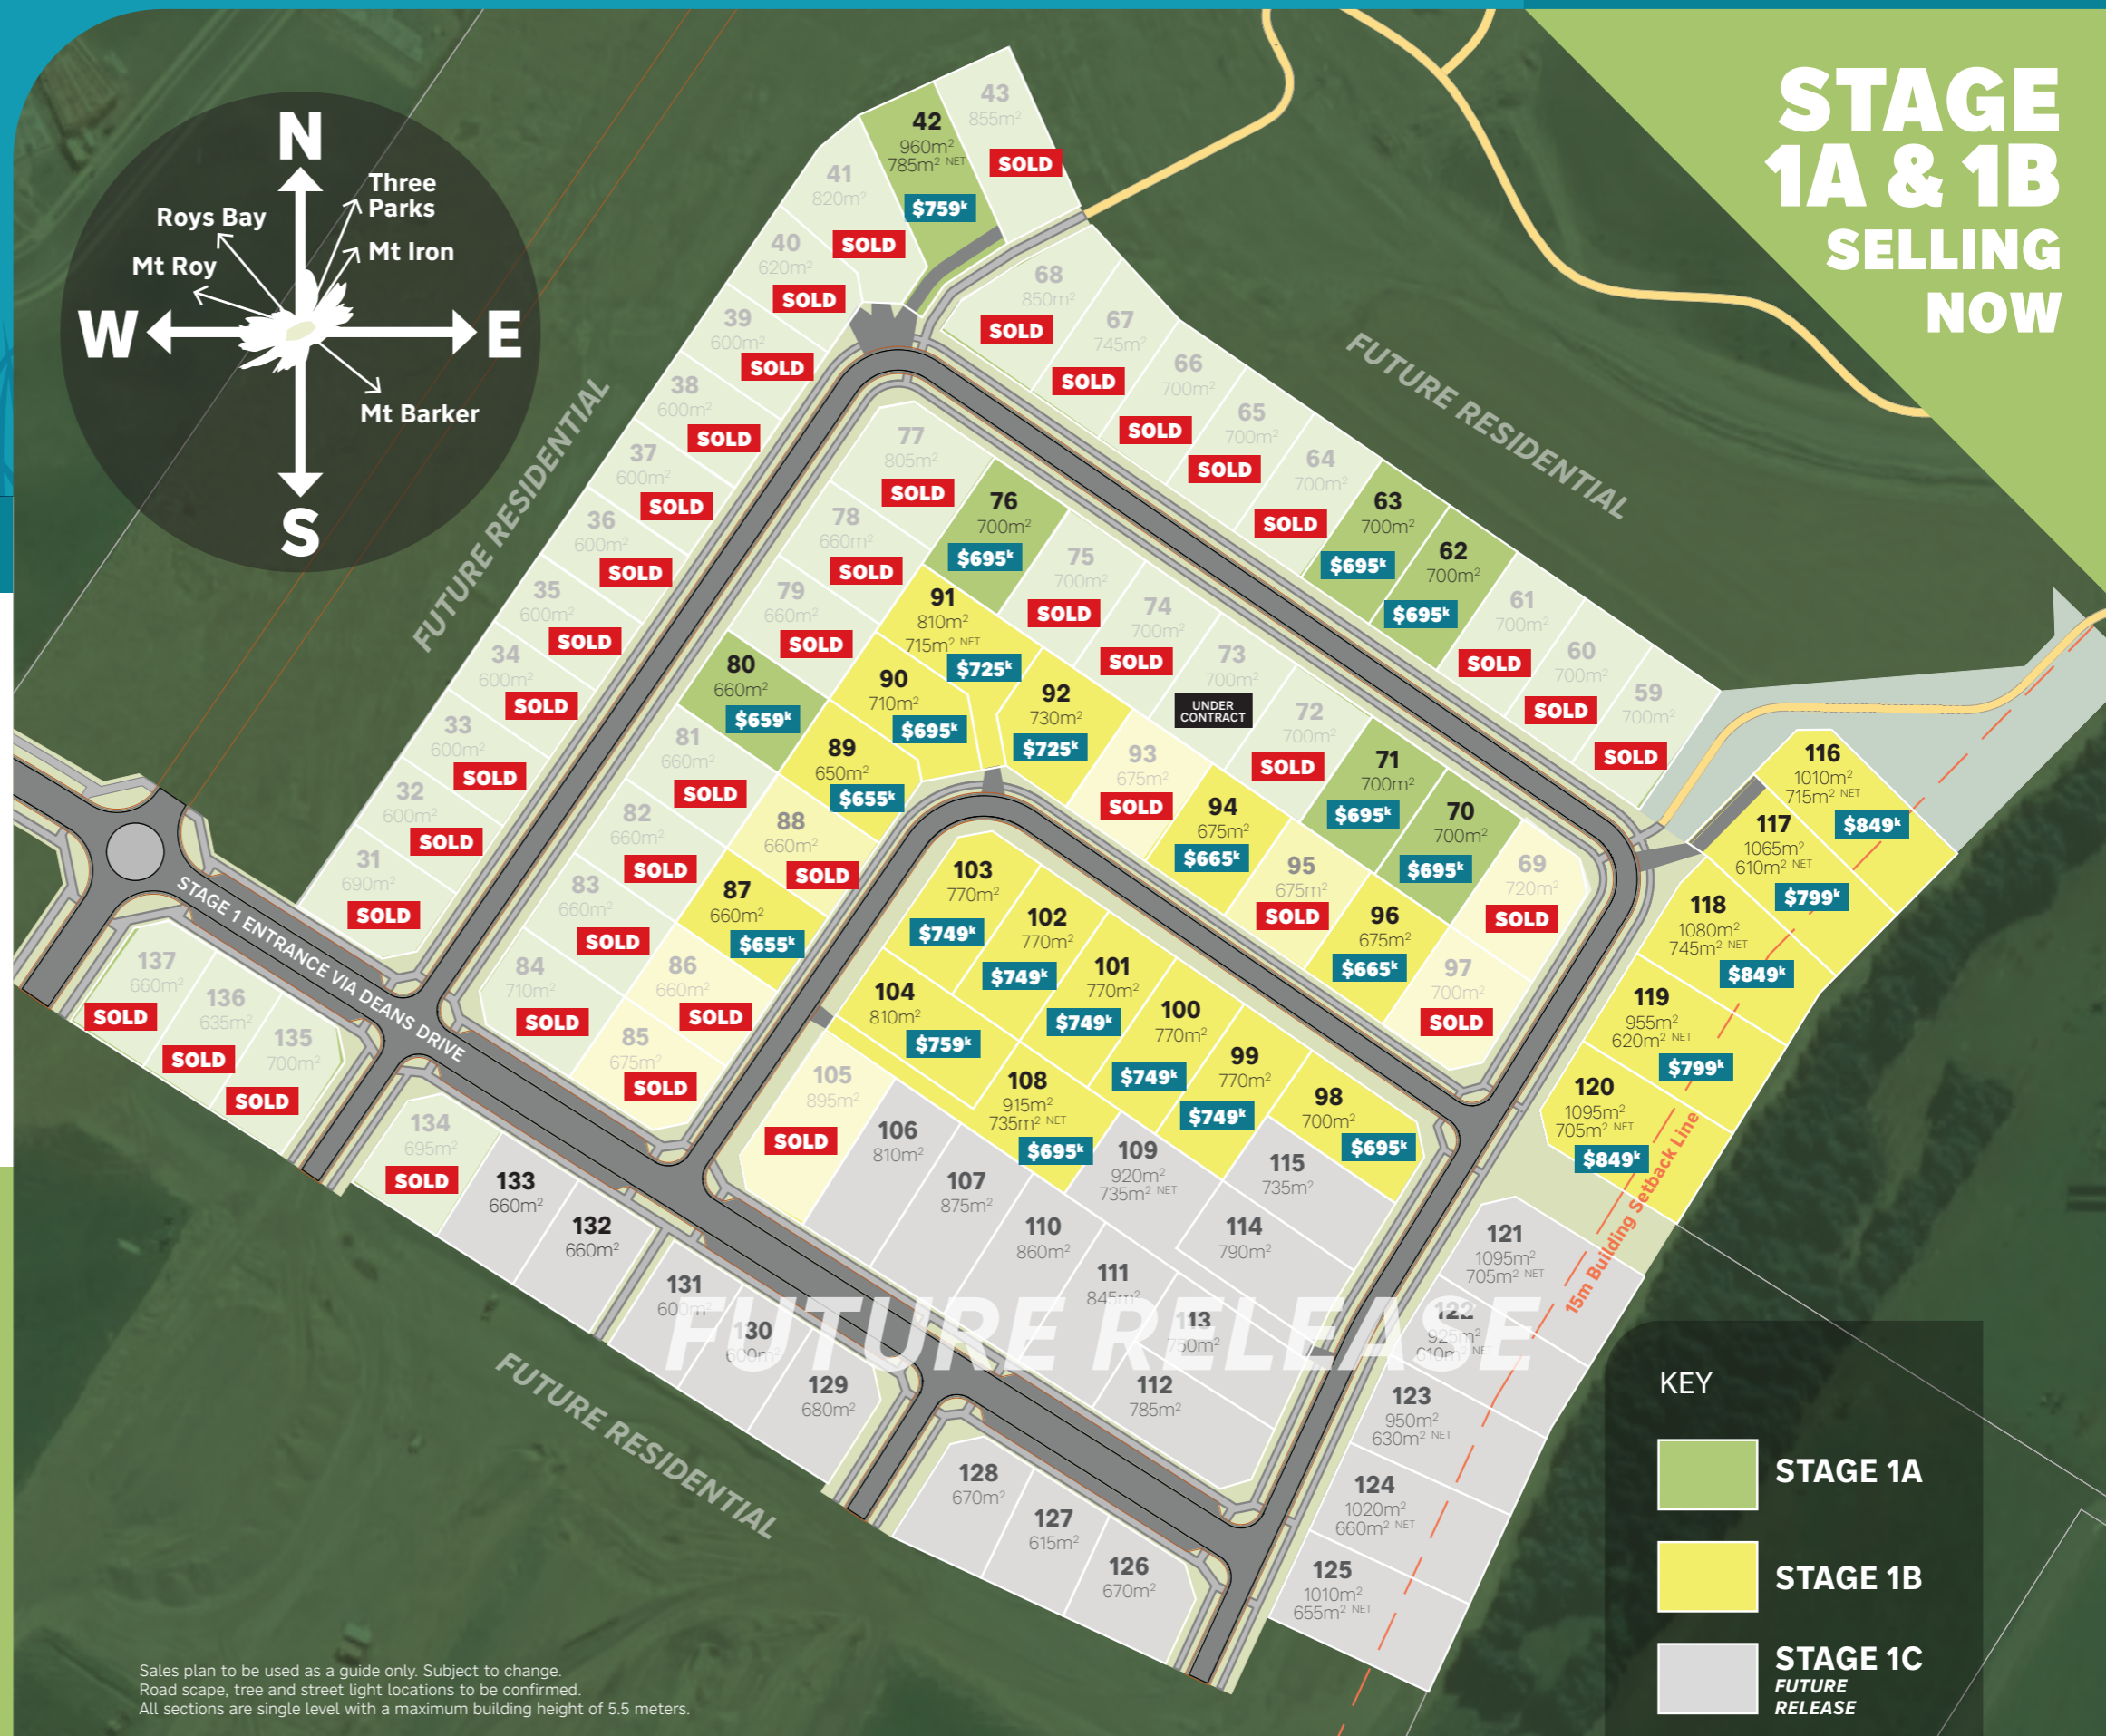 STAGE
1A & 1B
SELLING
NOW
N
Three
Parks
Roys Bay
Mt Iron
Mt Roy
W
E
Mt Barker
S
43
855m²
SOLD
42
960m²
785m² NET
$759k
41
820m²
SOLD
40
620m²
SOLD
39
600m²
SOLD
38
600m²
SOLD
37
600m²
SOLD
36
600m²
SOLD
35
600m²
SOLD
34
600m²
SOLD
33
600m²
SOLD
32
600m²
SOLD
31
690m²
SOLD
FUTURE RESIDENTIAL
68
850m²
SOLD
67
745m²
SOLD
66
700m²
SOLD
65
700m²
SOLD
64
700m²
SOLD
63
700m²
$695k
62
700m²
$695k
61
700m²
SOLD
60
700m²
SOLD
59
700m²
SOLD
FUTURE RESIDENTIAL
77
805m²
SOLD
76
700m²
$695k
75
700m²
SOLD
74
700m²
SOLD
73
700m²
UNDER
CONTRACT
72
700m²
SOLD
71
700m²
$695k
70
700m²
$695k
69
720m²
SOLD
78
660m²
SOLD
79
660m²
SOLD
80
660m²
$659k
81
660m²
SOLD
82
660m²
SOLD
83
660m²
SOLD
84
710m²
SOLD
85
675m²
SOLD
86
660m²
SOLD
87
660m²
$655k
88
660m²
SOLD
89
650m²
$655k
90
710m²
$695k
91
810m²
715m² NET
$725k
92
730m²
$725k
93
675m²
SOLD
94
675m²
$665k
95
675m²
SOLD
96
675m²
$665k
97
700m²
SOLD
103
770m²
$749k
102
770m²
$749k
101
770m²
$749k
100
770m²
$749k
99
770m²
$749k
98
700m²
$695k
104
810m²
$759k
108
915m²
735m² NET
$695k
105
895m²
SOLD
106
810m²
107
875m²
109
920m²
735m² NET
110
860m²
111
845m²
115
735m²
114
790m²
113
750m²
112
785m²
116
1010m²
715m² NET
$849k
117
1065m²
610m² NET
$799k
118
1080m²
745m² NET
$849k
119
955m²
620m² NET
$799k
120
1095m²
705m² NET
$849k
15m Building Setback Line
121
1095m²
705m² NET
122
925m²
610m² NET
123
950m²
630m² NET
124
1020m²
660m² NET
125
1010m²
655m² NET
STAGE 1 ENTRANCE VIA DEANS DRIVE
137
660m²
SOLD
136
635m²
SOLD
135
700m²
SOLD
134
695m²
SOLD
133
660m²
132
660m²
131
600m²
130
600m²
129
680m²
128
670m²
127
615m²
126
670m²
FUTURE RELEASE
FUTURE RESIDENTIAL
KEY
STAGE 1A
STAGE 1B
STAGE 1C
FUTURE
RELEASE
Sales plan to be used as a guide only. Subject to change.
Road scape, tree and street light locations to be confirmed.
All sections are single level with a maximum building height of 5.5 meters.